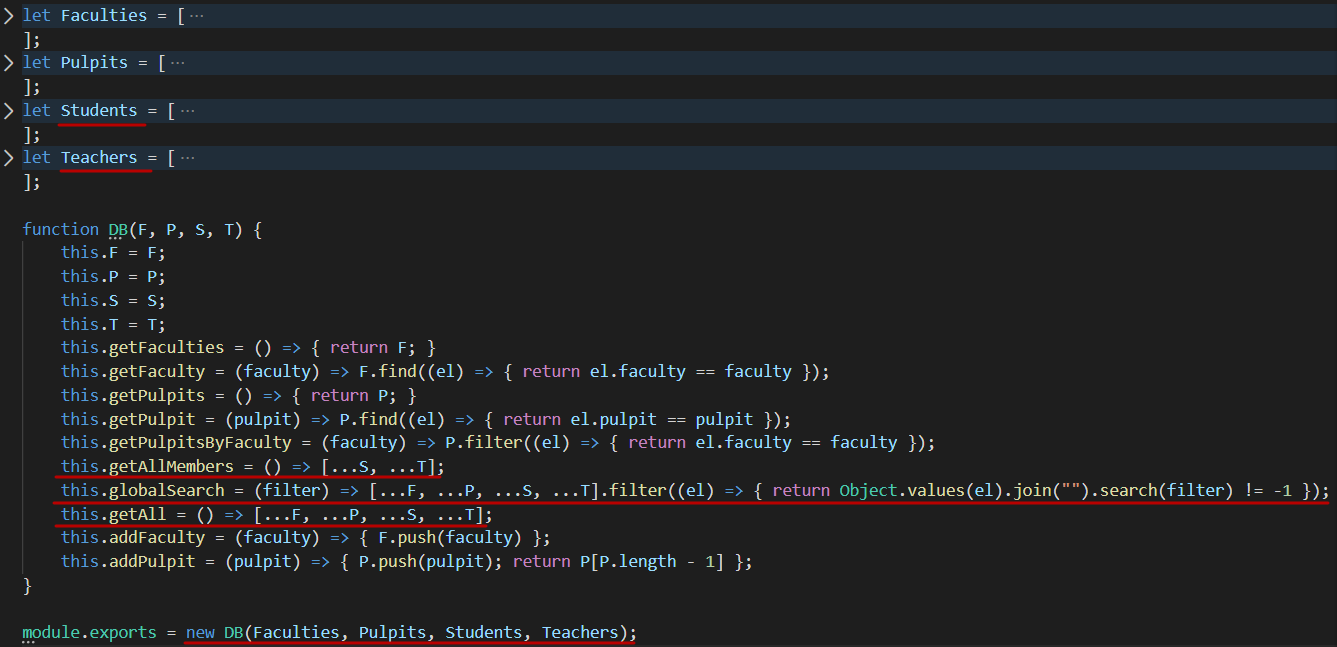 let Faculties = [ ···
];
let Pulpits = [ ···
];
let Students = [ ···
];
let Teachers = [ ···
];
function DB(F, P, S, T) {
    this.F = F;
    this.P = P;
    this.S = S;
    this.T = T;
    this.getFaculties = () => { return F; }
    this.getFaculty = (faculty) => F.find((el) => { return el.faculty == faculty });
    this.getPulpits = () => { return P; }
    this.getPulpit = (pulpit) => P.find((el) => { return el.pulpit == pulpit });
    this.getPulpitsByFaculty = (faculty) => P.filter((el) => { return el.faculty == faculty });
    this.getAllMembers = () => [...S, ...T];
    this.globalSearch = (filter) => [...F, ...P, ...S, ...T].filter((el) => { return Object.values(el).join("").search(filter) != -1 });
    this.getAll = () => [...F, ...P, ...S, ...T];
    this.addFaculty = (faculty) => { F.push(faculty) };
    this.addPulpit = (pulpit) => { P.push(pulpit); return P[P.length - 1] };
}
module.exports = new DB(Faculties, Pulpits, Students, Teachers);